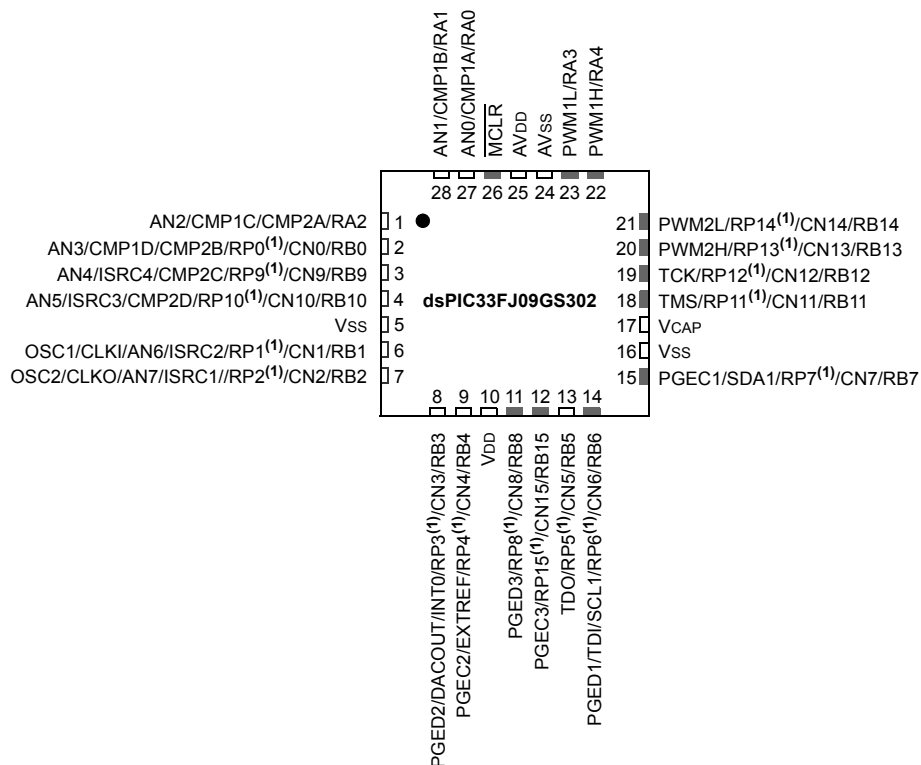 AN1/CMP1B/RA1
AN0/CMP1A/RA0
MCLR
AVDD
AVSS
PWM1L/RA3
PWM1H/RA4
28 27 26 25 24 23 22
AN2/CMP1C/CMP2A/RA2 1
AN3/CMP1D/CMP2B/RP0(1)/CN0/RB0 2
AN4/ISRC4/CMP2C/RP9(1)/CN9/RB9 3
AN5/ISRC3/CMP2D/RP10(1)/CN10/RB10 4
VSS 5
OSC1/CLKI/AN6/ISRC2/RP1(1)/CN1/RB1 6
OSC2/CLKO/AN7/ISRC1//RP2(1)/CN2/RB2 7
dsPIC33FJ09GS302
21 PWM2L/RP14(1)/CN14/RB14
20 PWM2H/RP13(1)/CN13/RB13
19 TCK/RP12(1)/CN12/RB12
18 TMS/RP11(1)/CN11/RB11
17 VCAP
16 VSS
15 PGEC1/SDA1/RP7(1)/CN7/RB7
8 9 10 11 12 13 14
PGED2/DACOUT/INT0/RP3(1)/CN3/RB3
PGEC2/EXTREF/RP4(1)/CN4/RB4
VDD
PGED3/RP8(1)/CN8/RB8
PGEC3/RP15(1)/CN15/RB15
TDO/RP5(1)/CN5/RB5
PGED1/TDI/SCL1/RP6(1)/CN6/RB6